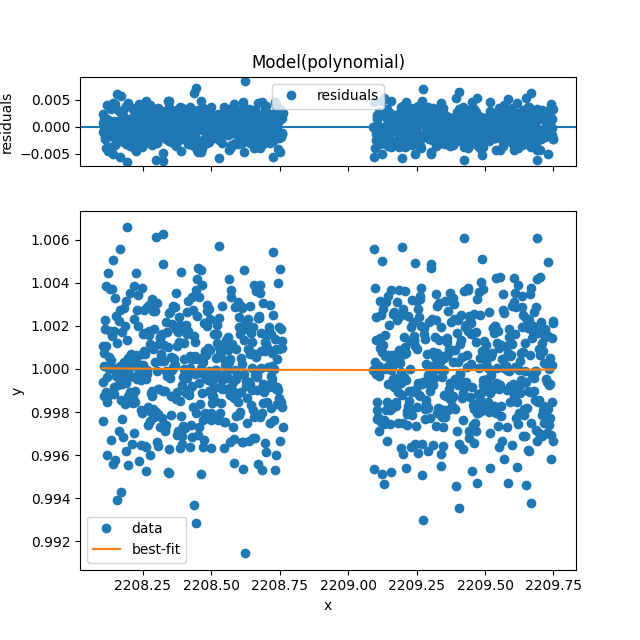 Model(polynomial)
residuals
0.005
0.000
−0.005
residuals
1.006
1.004
1.002
1.000
0.998
0.996
0.994
0.992
y
data
best-fit
2208.25 2208.50 2208.75 2209.00 2209.25 2209.50 2209.75
x